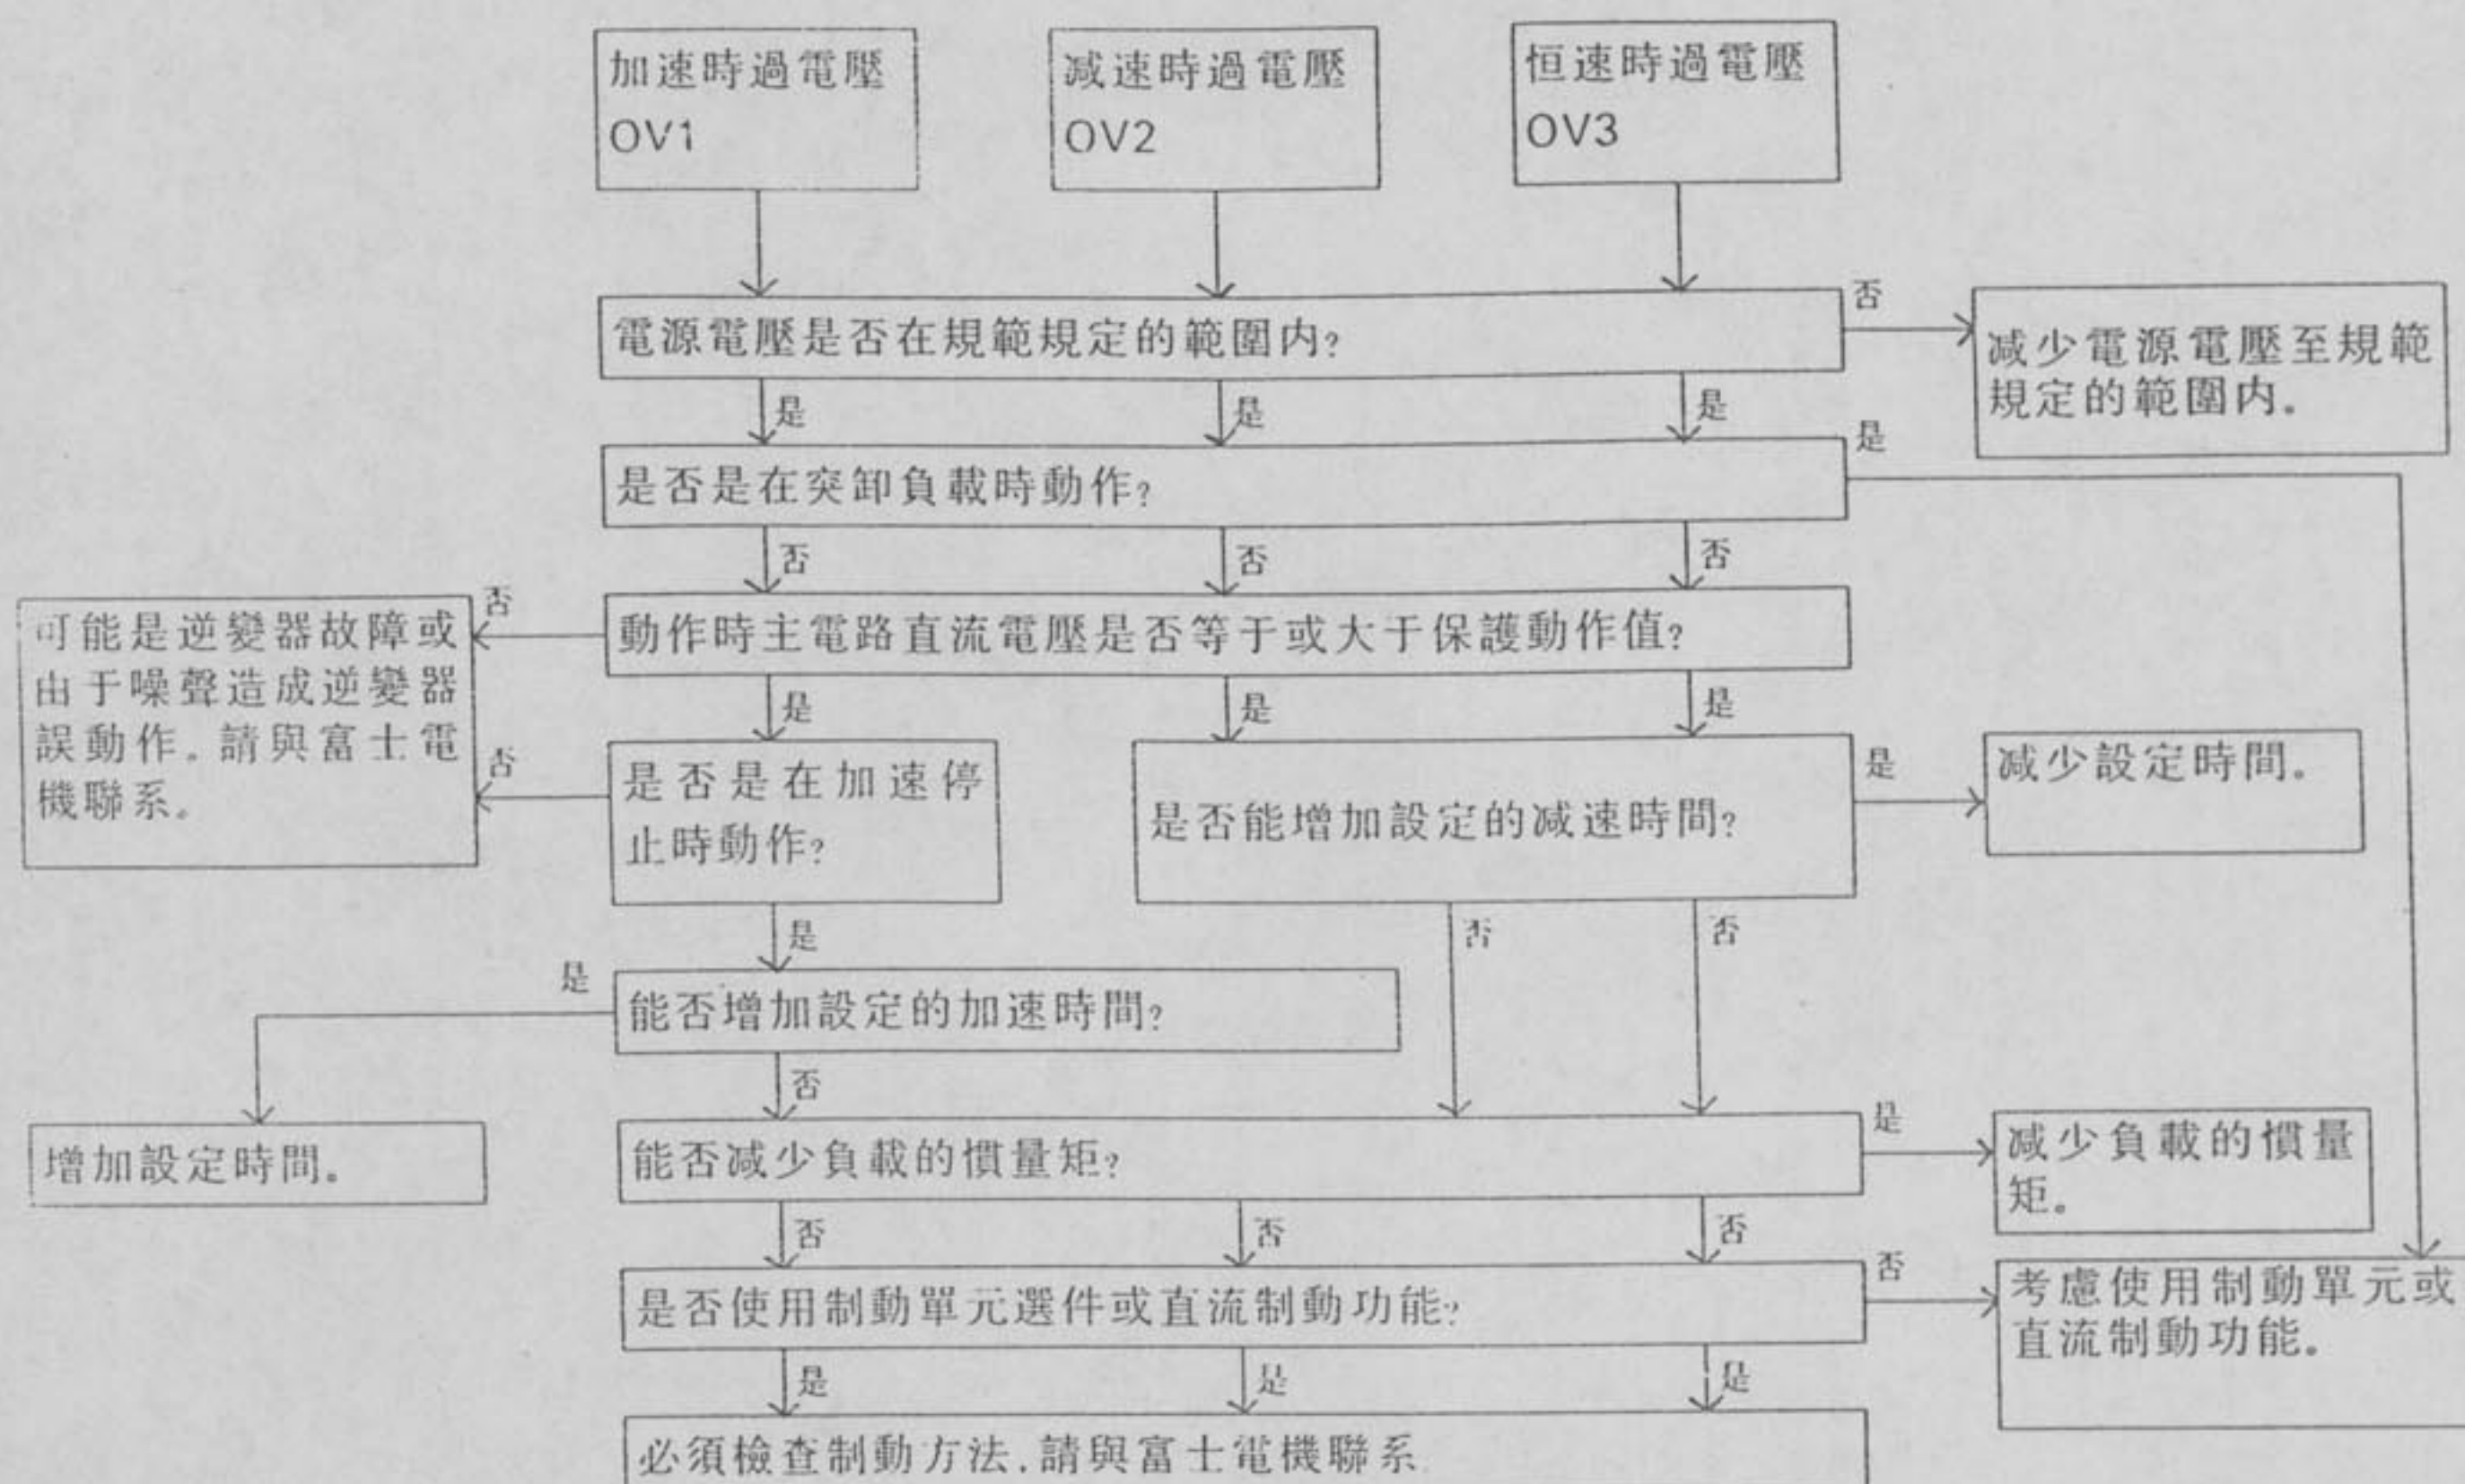 加速時過電壓
OV1
减速時過電壓
OV2
恒速時過電壓
OV3
電源電壓是否在規範規定的範圍内?
否
减少電源電壓至規範
規定的範圍内。
是
是
是
是否是在突卸負載時動作?
是
否
否
否
動作時主電路直流電壓是否等于或大于保護動作值?
否
可能是逆變器故障或
由于噪聲造成逆變器
誤動作。請與富士電
機聯系。
是
是
是
是否是在加速停
止時動作?
否
是否能增加設定的减速時間?
是
减少設定時間。
是
否
否
能否增加設定的加速時間?
是
增加設定時間。
否
能否减少負載的慣量矩?
是
减少負載的慣量
矩。
否
否
否
是否使用制動單元選件或直流制動功能?
否
考慮使用制動單元或
直流制動功能。
是
是
是
必須檢查制動方法.請與富士電機聯系